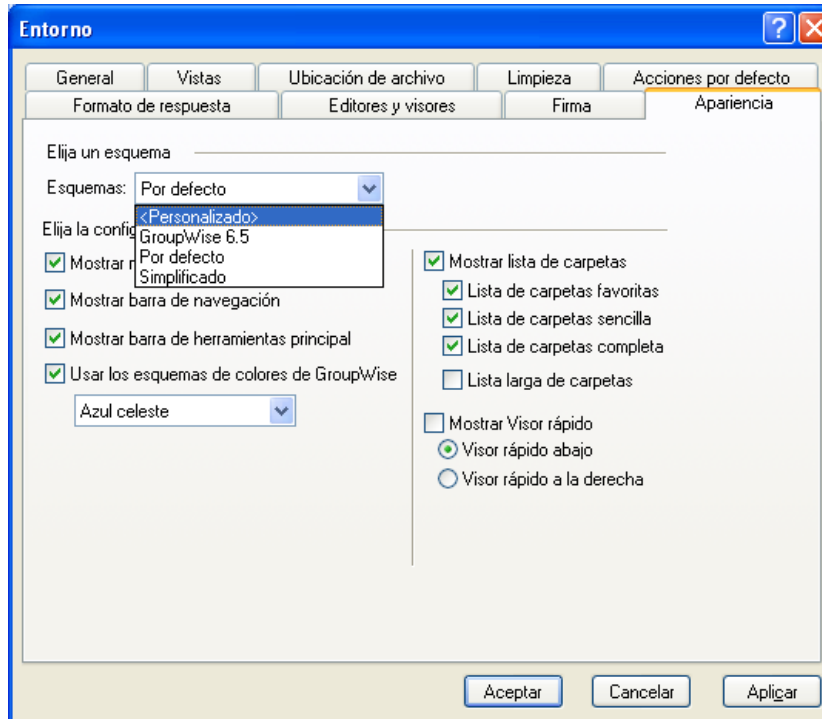 Entorno
General Vistas Ubicación de archivo Limpieza Acciones por defecto
Formato de respuesta Editores y visores Firma Apariencia
Elija un esquema
Esquemas: Por defecto
<Personalizado>
GroupWise 6.5
Por defecto
Simplificado
Elija la
Mostrar
Mostrar barra de navegación
Mostrar barra de herramientas principal
Usar los esquemas de colores de GroupWise
Azul celeste
Mostrar lista de carpetas
Lista de carpetas favoritas
Lista de carpetas sencilla
Lista de carpetas completa
Lista larga de carpetas
Mostrar Visor rápido
Visor rápido abajo
Visor rápido a la derecha
Aceptar Cancelar Aplicar